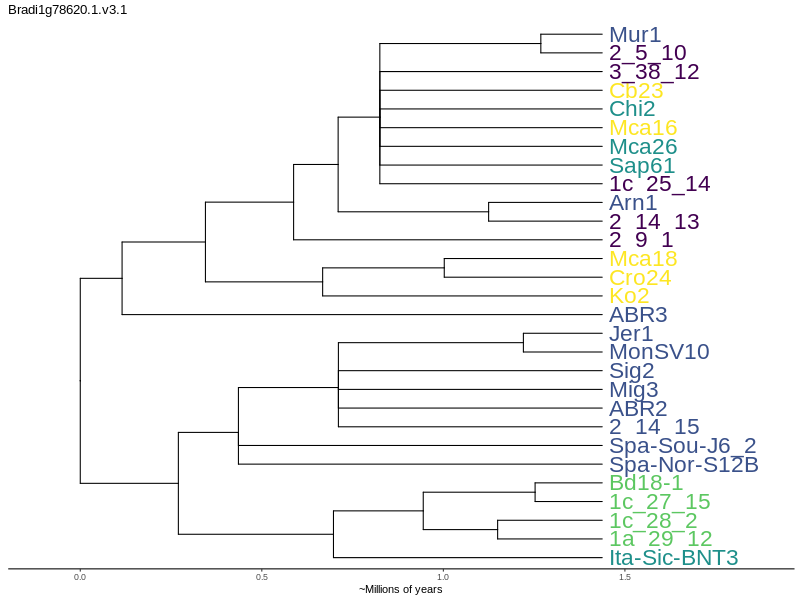 Bradi1g78620.1.v3.1
Mur1
2_5_10
3_38_12
Cb23
Chi2
Mca16
Mca26
Sap61
1c_25_14
Arn1
2_14_13
2_9_1
Mca18
Cro24
Ko2
ABR3
Jer1
MonSV10
Sig2
Mig3
ABR2
2_14_15
Spa-Sou-J6_2
Spa-Nor-S12B
Bd18-1
1c_27_15
1c_28_2
1a_29_12
Ita-Sic-BNT3
0.0 0.5 1.0 1.5
~Millions of years